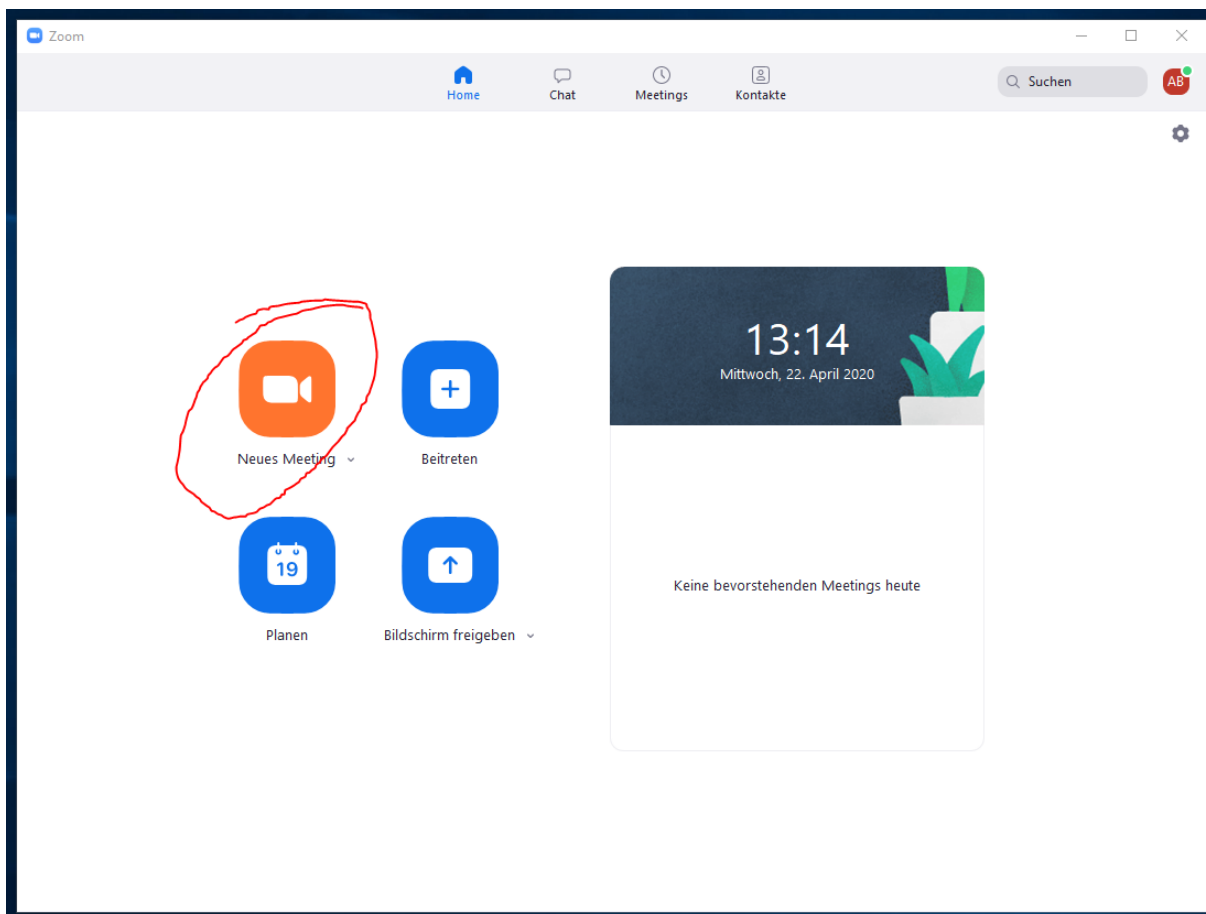 Zoom
Home
Chat
Meetings
Kontakte
Suchen
AB
13:14
Mittwoch, 22. April 2020
Neues Meeting
Beitreten
19
Planen
Bildschirm freigeben
Keine bevorstehenden Meetings heute